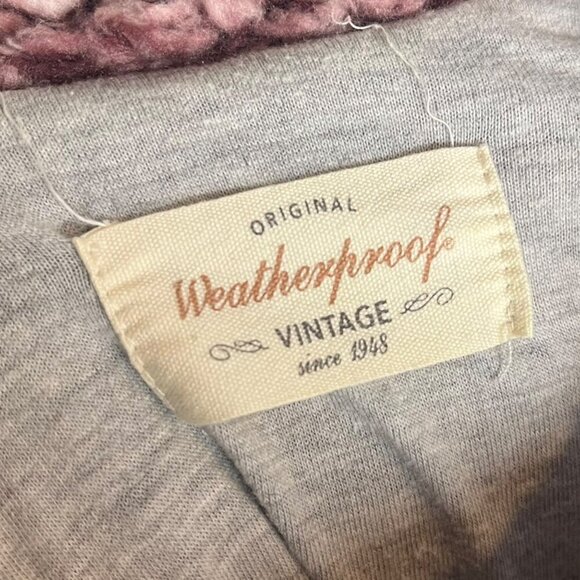 ORIGINAL
Weatherproof®
VINTAGE
since 1948